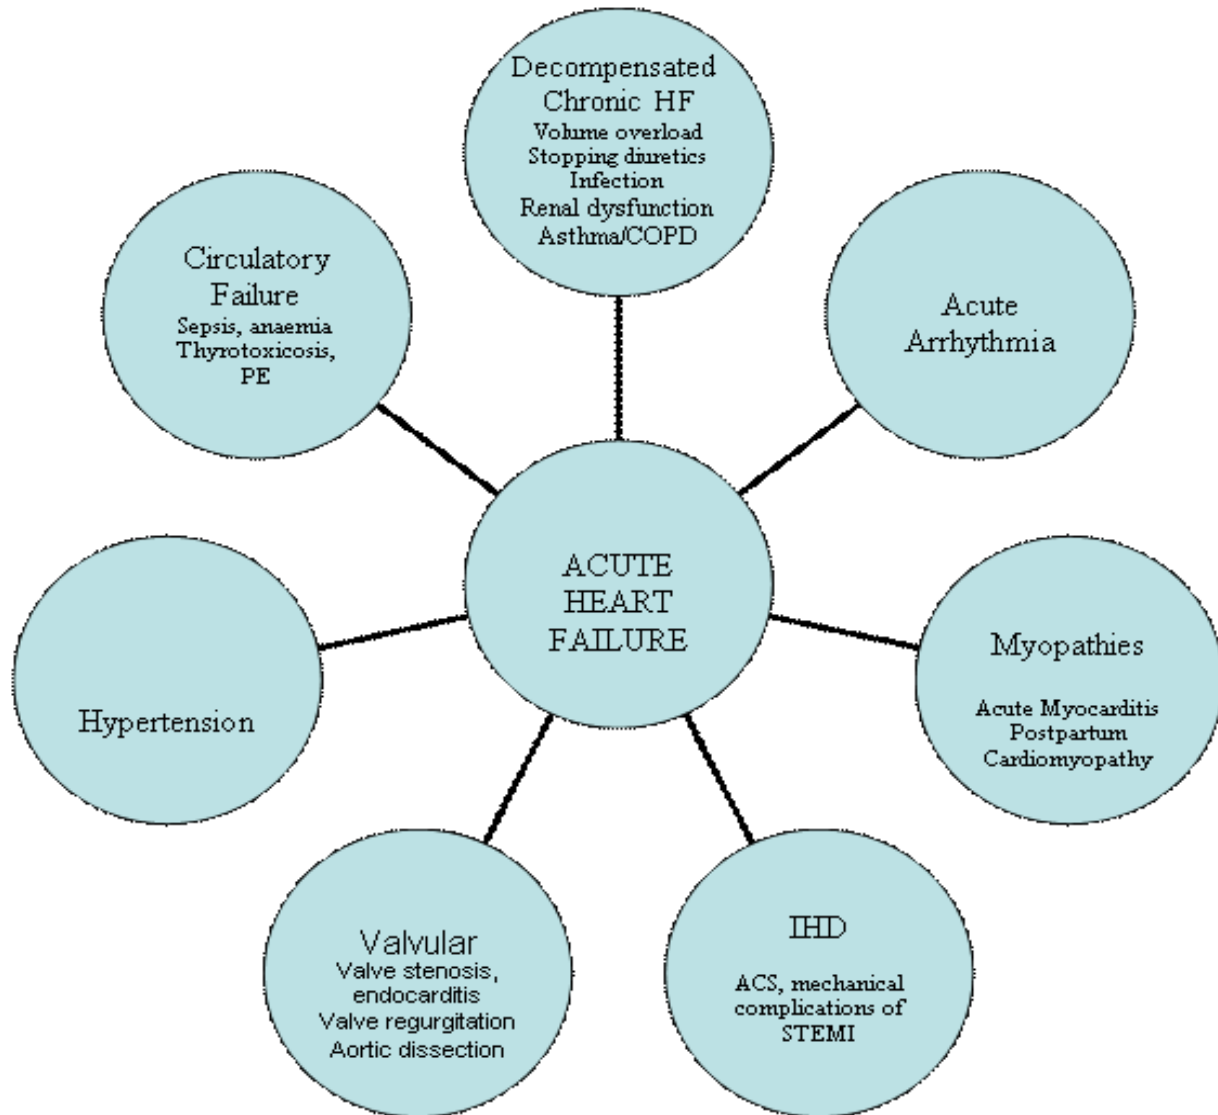 Decompensated
Chronic HF
Volume overload
Stopping diuretics
Infection
Renal dysfunction
Asthma/COPD
Circulatory
Failure
Sepsis, anaemia
Thyrotoxicosis,
PE
Acute
Arrhythmia
ACUTE
HEART
FAILURE
Myopathies
Acute Myocarditis
Postpartum
Cardiomyopathy
Hypertension
Valvular
Valve stenosis,
endocarditis
Valve regurgitation
Aortic dissection
IHD
ACS, mechanical
complications of
STEMI